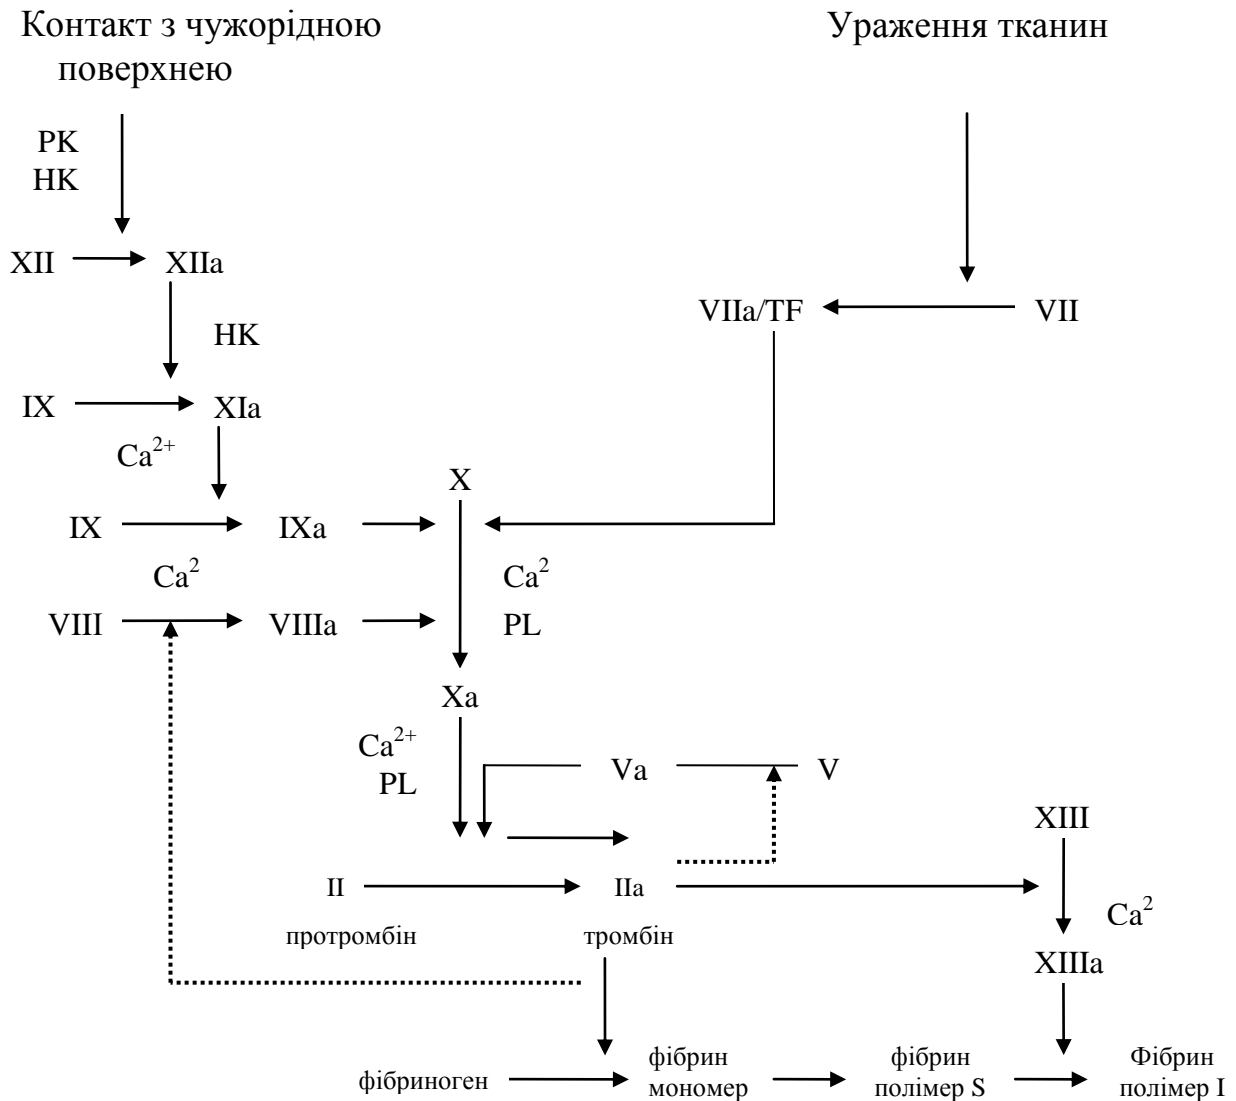 Контакт з чужорідною
поверхнею
Ураження тканин
PK
HK
XII
XIIa
VIIa/TF
VII
HK
IX
XIa
Ca²⁺
X
IX
IXa
Ca²
Ca²
VIII
VIIIa
PL
Xa
Ca²⁺
PL
Va
V
XIII
II
IIa
Ca²
протромбін
тромбін
XIIIa
фібриноген
фібрин
мономер
фібрин
полімер S
Фібрин
полімер I